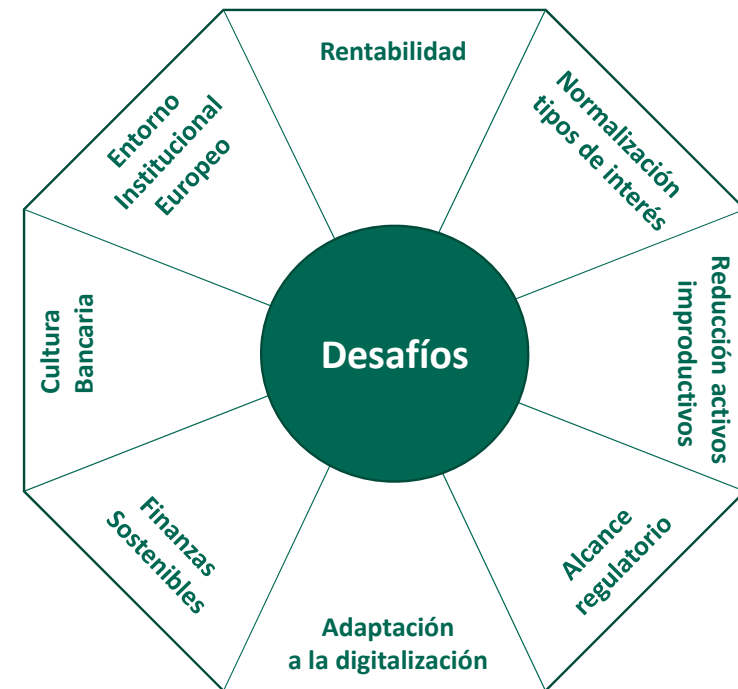 Rentabilidad
Normalización
tipos de interés
Reducción activos
improductivos
Alcance
regulatorio
Adaptación
a la digitalización
Finanzas
Sostenibles
Cultura
Bancaria
Entorno
Institucional
Europeo
Desafíos